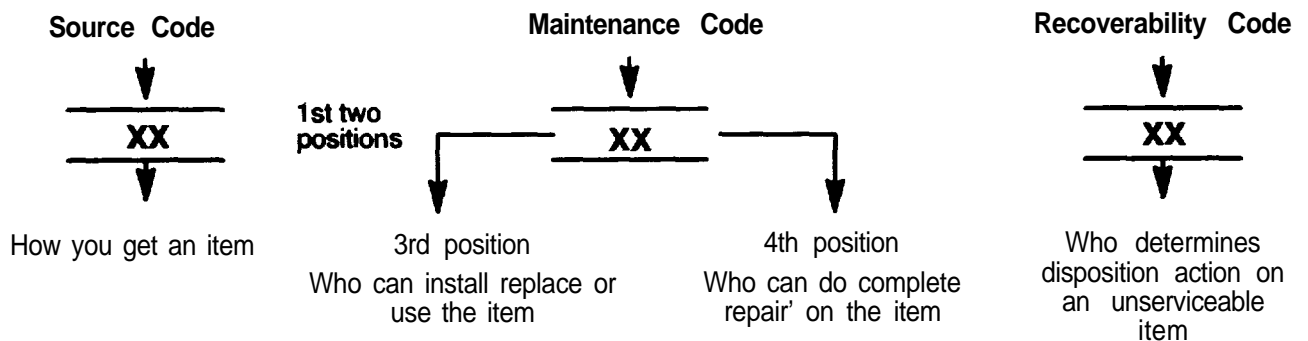 Source Code
XX
How you get an item
1st two
positions
Maintenance Code
XX
3rd position
Who can install replace or
use the item
4th position
Who can do complete
repair' on the item
Recoverability Code
XX
Who determines
disposition action on
an unserviceable
item